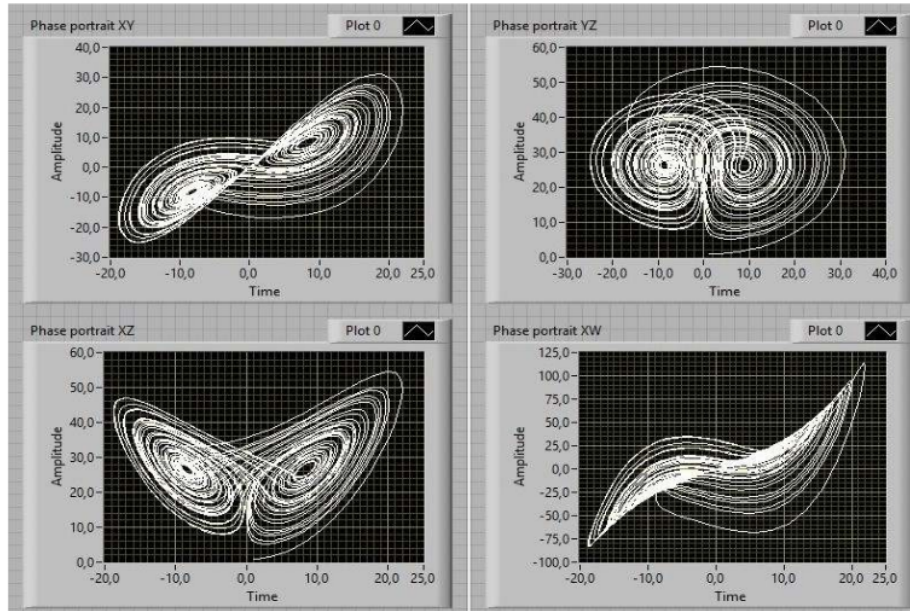 Phase portrait XY
Plot 0
40,0
30,0
20,0
10,0
0,0
-10,0
-20,0
-30,0
Amplitude
-20,0 -10,0 0,0 10,0 20,0 25,0
Time
Phase portrait YZ
Plot 0
60,0
50,0
40,0
30,0
20,0
10,0
0,0
Amplitude
-30,0 -20,0 -10,0 0,0 10,0 20,0 30,0 40,0
Time
Phase portrait XZ
Plot 0
60,0
50,0
40,0
30,0
20,0
10,0
0,0
Amplitude
-20,0 -10,0 0,0 10,0 20,0 25,0
Time
Phase portrait XW
Plot 0
125,0
100,0
75,0
50,0
25,0
0,0
-25,0
-50,0
-75,0
-100,0
Amplitude
-20,0 -10,0 0,0 10,0 20,0 25,0
Time